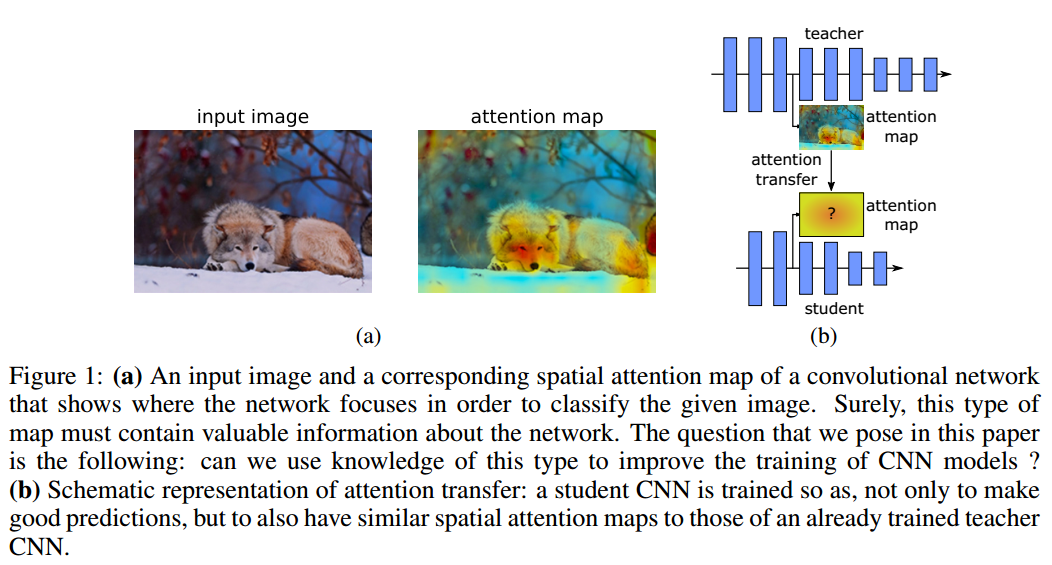 input image
attention map
teacher
attention
map
attention
transfer
?
attention
map
student
(a)
(b)
Figure 1: (a) An input image and a corresponding spatial attention map of a convolutional network
that shows where the network focuses in order to classify the given image. Surely, this type of
map must contain valuable information about the network. The question that we pose in this paper
is the following: can we use knowledge of this type to improve the training of CNN models ?
(b) Schematic representation of attention transfer: a student CNN is trained so as, not only to make
good predictions, but to also have similar spatial attention maps to those of an already trained teacher
CNN.